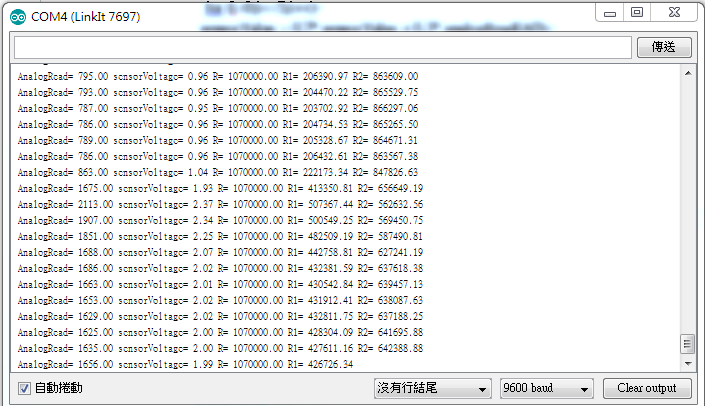 COM4 (LinkIt 7697)
傳送
AnalogRead= 795.00 sensorVoltage= 0.96 R= 1070000.00 R1= 206390.97 R2= 863609.00
AnalogRead= 793.00 sensorVoltage= 0.96 R= 1070000.00 R1= 204470.22 R2= 865529.75
AnalogRead= 787.00 sensorVoltage= 0.95 R= 1070000.00 R1= 203702.92 R2= 866297.06
AnalogRead= 786.00 sensorVoltage= 0.96 R= 1070000.00 R1= 204734.53 R2= 865265.50
AnalogRead= 789.00 sensorVoltage= 0.96 R= 1070000.00 R1= 205328.67 R2= 864671.31
AnalogRead= 786.00 sensorVoltage= 0.96 R= 1070000.00 R1= 206432.61 R2= 863567.38
AnalogRead= 863.00 sensorVoltage= 1.04 R= 1070000.00 R1= 222173.34 R2= 847826.63
AnalogRead= 1675.00 sensorVoltage= 1.93 R= 1070000.00 R1= 413350.81 R2= 656649.19
AnalogRead= 2113.00 sensorVoltage= 2.37 R= 1070000.00 R1= 507367.44 R2= 562632.56
AnalogRead= 1907.00 sensorVoltage= 2.34 R= 1070000.00 R1= 500549.25 R2= 569450.75
AnalogRead= 1851.00 sensorVoltage= 2.25 R= 1070000.00 R1= 482509.19 R2= 587490.81
AnalogRead= 1688.00 sensorVoltage= 2.07 R= 1070000.00 R1= 442758.81 R2= 627241.19
AnalogRead= 1686.00 sensorVoltage= 2.02 R= 1070000.00 R1= 432381.59 R2= 637618.38
AnalogRead= 1663.00 sensorVoltage= 2.01 R= 1070000.00 R1= 430542.84 R2= 639457.13
AnalogRead= 1653.00 sensorVoltage= 2.02 R= 1070000.00 R1= 431912.41 R2= 638087.63
AnalogRead= 1629.00 sensorVoltage= 2.02 R= 1070000.00 R1= 432811.75 R2= 637188.25
AnalogRead= 1625.00 sensorVoltage= 2.00 R= 1070000.00 R1= 428304.09 R2= 641695.88
AnalogRead= 1635.00 sensorVoltage= 2.00 R= 1070000.00 R1= 427611.16 R2= 642388.88
AnalogRead= 1656.00 sensorVoltage= 1.99 R= 1070000.00 R1= 426726.34
自動捲動
沒有行結尾
9600 baud
Clear output